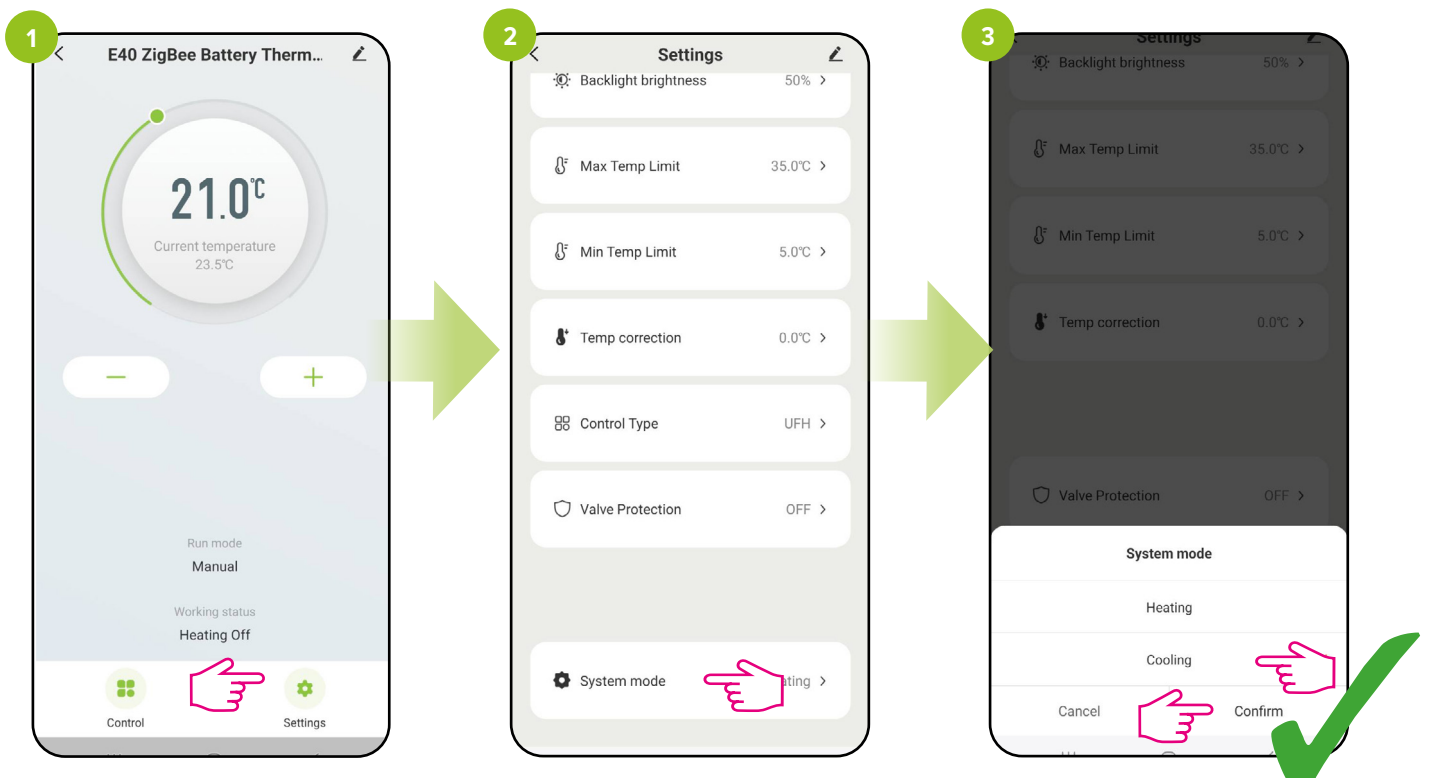 1
E40 ZigBee Battery Therm...
21.0℃
Current temperature
23.5℃
Run mode
Manual
Working status
Heating Off
Control
Settings
2
Settings
Backlight brightness 50%
Max Temp Limit 35.0℃
Min Temp Limit 5.0℃
Temp correction 0.0℃
Control Type UFH
Valve Protection OFF
System mode
3
Settings
Backlight brightness 50%
Max Temp Limit 35.0℃
Min Temp Limit 5.0℃
Temp correction 0.0℃
Valve Protection OFF
System mode
Heating
Cooling
Cancel Confirm